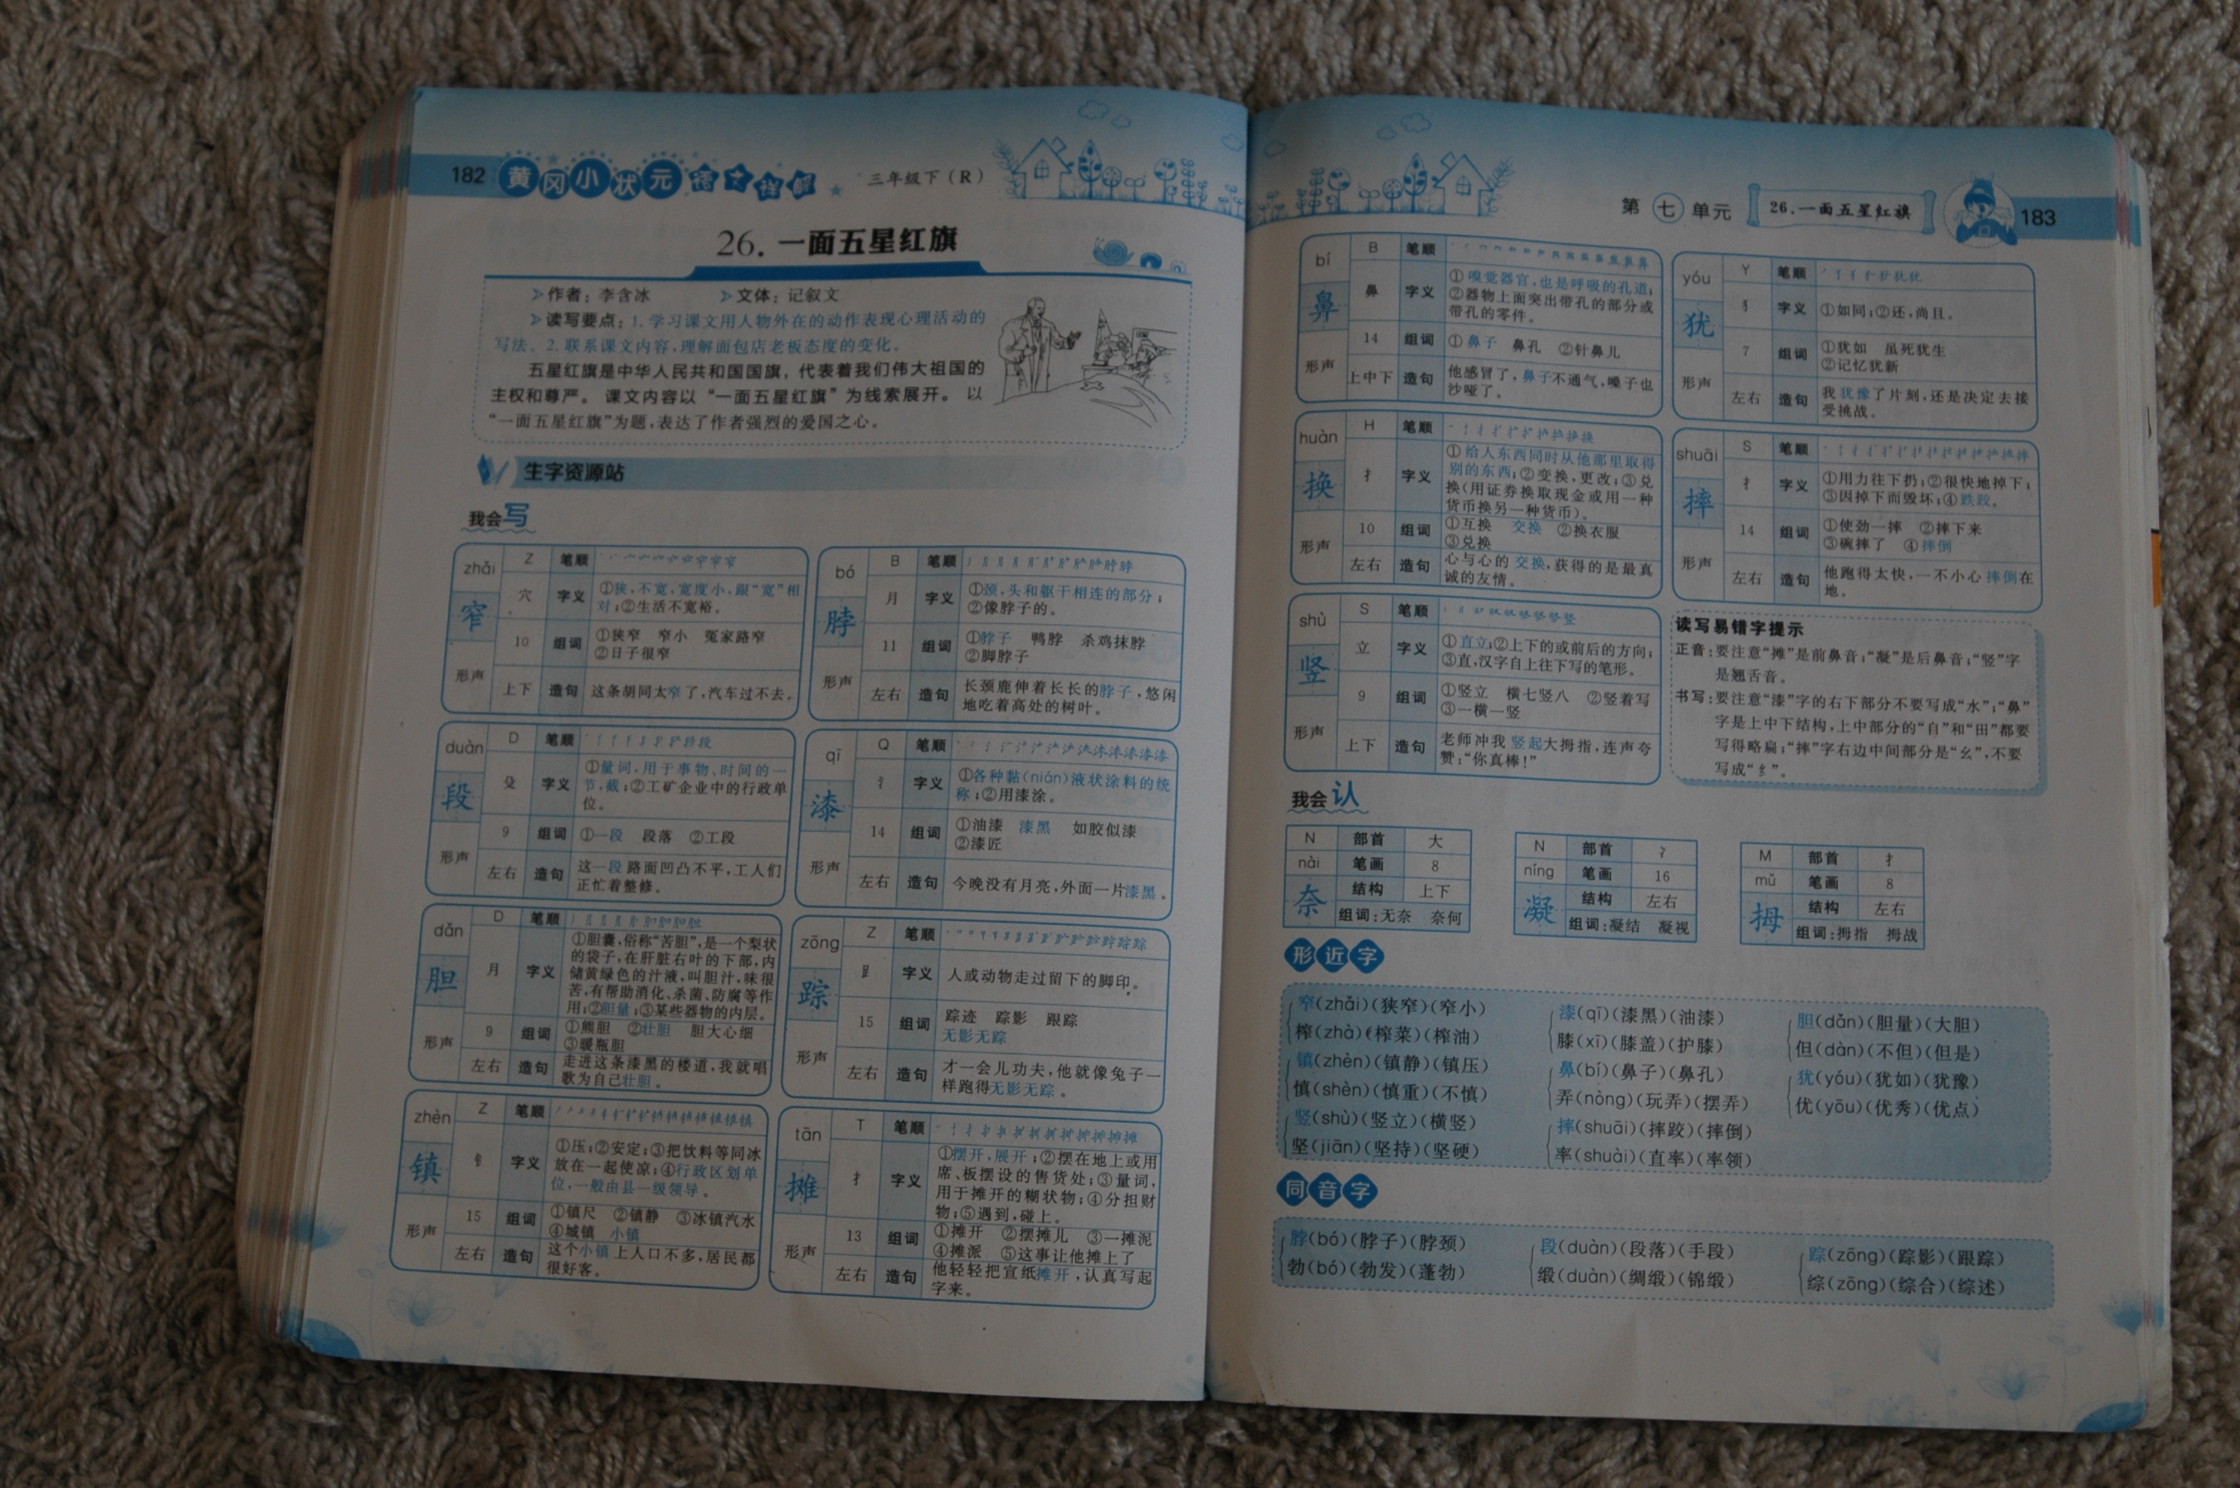 182 黄冈小状元 语文详解 三年级下（R）
26.一面五星红旗
>作者：李含冰 >文体：记叙文
>读写要点：1.学习课文用人物外在的动作表现心理活动的
写法。2.联系课文内容，理解面包店老板态度的变化。
五星红旗是中华人民共和国国旗，代表着我们伟大祖国的
主权和尊严。课文内容以“一面五星红旗”为线索展开。以
“一面五星红旗”为题，表达了作者强烈的爱国之心。
生字资源站
我会写
zhǎi Z 笔顺
窄 穴 字义 ①狭，不宽，宽度小，跟“宽”相
对；②生活不宽裕。
10 组词 ①狭窄 窄小 冤家路窄
②日子很窄
形声 上下 造句 这条胡同太窄了，汽车过不去。
bó B 笔顺
脖 月 字义 ①颈，头和躯干相连的部分；
②像脖子的。
11 组词 ①脖子 鸭脖 杀鸡抹脖
②脚脖子
形声 左右 造句 长颈鹿伸着长长的脖子，悠闲
地吃着高处的树叶。
duàn D 笔顺
段 殳 字义 ①量词，用于事物、时间的一
节，截；②工矿企业中的行政单
位。
9 组词 ①一段 段落 ②工段
形声 左右 造句 这一段路面凹凸不平，工人们
正忙着整修。
qī Q 笔顺
漆 氵 字义 ①各种黏(nián)液状涂料的统
称；②用漆涂。
14 组词 ①油漆 漆黑 如胶似漆
②漆匠
形声 左右 造句 今晚没有月亮，外面一片漆黑。
dǎn D 笔顺
胆 月 字义 ①胆囊，俗称“苦胆”，是一个梨状
的袋子，在肝脏右叶的下部，内
储黄绿色的汁液，叫胆汁，味很
苦，有帮助消化、杀菌、防腐等作
用；②胆量；③某些器物的内层。
9 组词 ①熊胆 ②壮胆 胆大心细
③暖瓶胆
形声 左右 造句 走进这条漆黑的楼道，我就唱
歌为自己壮胆。
zōng Z 笔顺
踪 字义 人或动物走过留下的脚印。
15 组词 踪迹 踪影 跟踪
无影无踪
形声 左右 造句 才一会儿功夫，他就像兔子一
样跑得无影无踪。
zhèn Z 笔顺
镇 钅 字义 ①压；②安定；③把饮料等同冰
放在一起使凉；④行政区划单
位，一般由县一级领导。
15 组词 ①镇尺 ②镇静 ③冰镇汽水
④城镇 小镇
形声 左右 造句 这个小镇上人口不多，居民都
很好客。
tān T 笔顺
摊 扌 字义 ①摆开，展开；②摆在地上或用
席、板摆设的售货处；③量词，
用于摊开的糊状物；④分担财
物；⑤遇到，碰上。
13 组词 ①摊开 ②摆摊儿 ③一摊泥
④摊派 ⑤这事让他摊上了
形声 左右 造句 他轻轻把宣纸摊开，认真写起
字来。
第七单元 26.一面五星红旗 183
bí B 笔顺
鼻 鼻 字义 ①嗅觉器官，也是呼吸的孔道；
②器物上面突出带孔的部分或
带孔的零件。
14 组词 ①鼻子 鼻孔 ②针鼻儿
形声 上中下 造句 他感冒了，鼻子不通气，嗓子也
沙哑了。
yóu Y 笔顺
犹 犭 字义 ①如同；②还，尚且。
7 组词 ①犹如 虽死犹生
②记忆犹新
形声 左右 造句 我犹豫了片刻，还是决定去接
受挑战。
huàn H 笔顺
换 扌 字义 ①给人东西同时从他那里取得
别的东西；②变换，更改；③兑
换(用证券换取现金或用一种
货币换另一种货币)。
10 组词 ①互换 交换 ②换衣服
③兑换
形声 左右 造句 心与心的交换，获得的是最真
诚的友情。
shuāi S 笔顺
摔 扌 字义 ①用力往下扔；②很快地掉下；
③因掉下而毁坏；④跌跤。
14 组词 ①使劲一摔 ②摔下来
③碗摔了 ④摔倒
形声 左右 造句 他跑得太快，一不小心摔倒在
地。
shù S 笔顺
竖 立 字义 ①直立；②上下的或前后的方向；
③直，汉字自上往下写的笔形。
9 组词 ①竖立 横七竖八 ②竖着写
③一横一竖
形声 上下 造句 老师冲我竖起大拇指，连声夸
赞：“你真棒！”
读写易错字提示
正音：要注意“摊”是前鼻音；“凝”是后鼻音；“竖”字
是翘舌音。
书写：要注意“漆”字的右下部分不要写成“水”；“鼻”
字是上中下结构，上中部分的“自”和“田”都要
写得略扁；“摔”字右边中间部分是“幺”，不要
写成“纟”。
我会认
N 部首 大
nài 笔画 8
奈 结构 上下
组词：无奈 奈何
N 部首 冫
níng 笔画 16
凝 结构 左右
组词：凝结 凝视
M 部首 扌
mǔ 笔画 8
拇 结构 左右
组词：拇指 拇战
形近字
窄(zhǎi)(狭窄)(窄小)
榨(zhà)(榨菜)(榨油)
镇(zhèn)(镇静)(镇压)
慎(shèn)(慎重)(不慎)
竖(shù)(竖立)(横竖)
坚(jiān)(坚持)(坚硬)
漆(qī)(漆黑)(油漆)
膝(xī)(膝盖)(护膝)
鼻(bí)(鼻子)(鼻孔)
弄(nòng)(玩弄)(摆弄)
摔(shuāi)(摔跤)(摔倒)
率(shuài)(直率)(率领)
胆(dǎn)(胆量)(大胆)
但(dàn)(不但)(但是)
犹(yóu)(犹如)(犹豫)
优(yōu)(优秀)(优点)
同音字
脖(bó)(脖子)(脖颈)
勃(bó)(勃发)(蓬勃)
段(duàn)(段落)(手段)
缎(duàn)(绸缎)(锦缎)
踪(zōng)(踪影)(跟踪)
综(zōng)(综合)(综述)